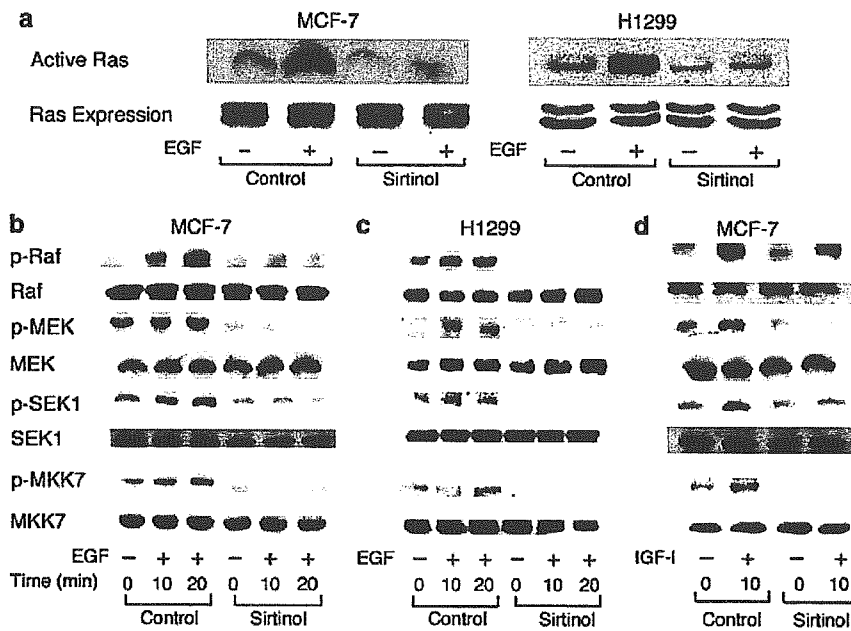 a
MCF-7 H1299
Active Ras
Ras Expression
EGF − + − + EGF − + − +
Control Sirtinol Control Sirtinol
b MCF-7 c H1299 d MCF-7
p-Raf
Raf
p-MEK
MEK
p-SEK1
SEK1
p-MKK7
MKK7
EGF − + + − + + EGF − + + − + + IGF-I − + − +
Time (min) 0 10 20 0 10 20 0 10 20 0 10 20 0 10 0 10
Control Sirtinol Control Sirtinol Control Sirtinol